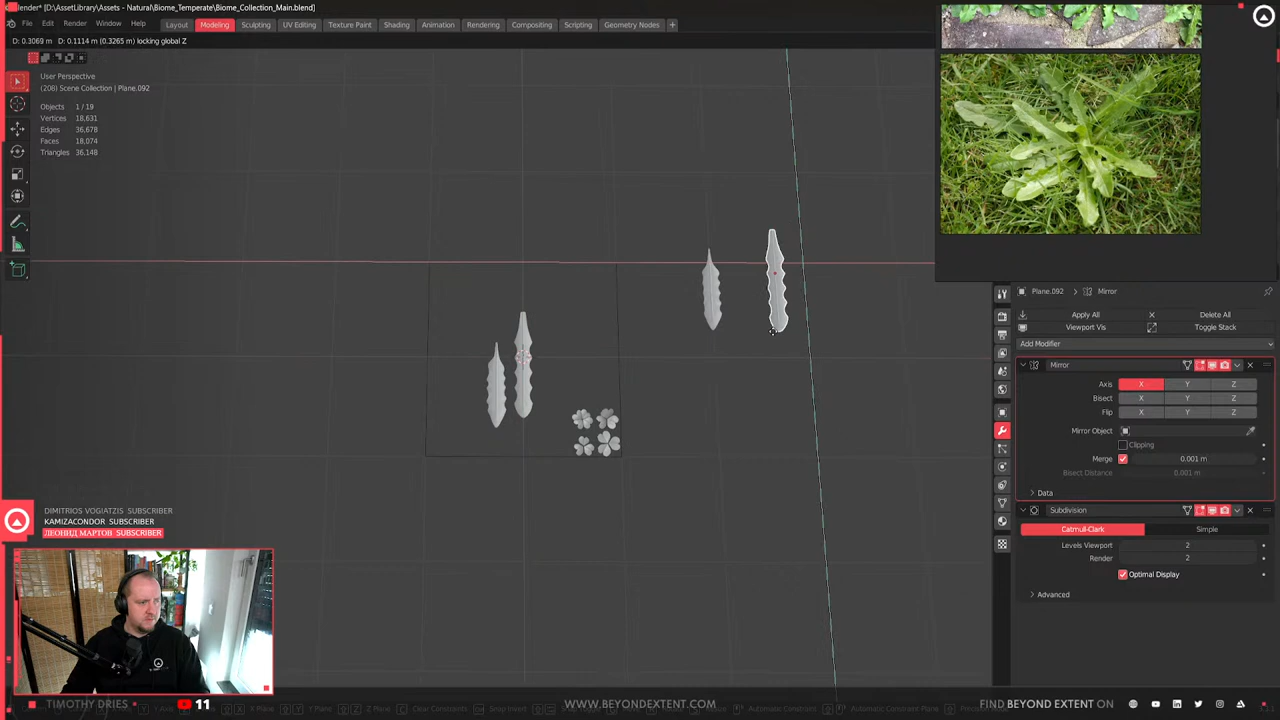 Blender* [D:\AssetLibrary\Assets - Natural\Biome_Temperate\Biome_Collection_Main.blend]
File Edit Render Window Help Layout Modeling Sculpting UV Editing Texture Paint Shading Animation Rendering Compositing Scripting Geometry Nodes
D: 0.3069 m D: 0.1114 m (0.3265 m) locking global Z
User Perspective
(208) Scene Collection | Plane.092
Objects 1 / 19
Vertices 18,631
Edges 36,678
Faces 18,074
Triangles 36,148
Plane.092 > Mirror
Apply All Delete All
Viewport Vis Toggle Stack
Add Modifier
Mirror
Axis X Y Z
Bisect X Y Z
Flip X Y Z
Mirror Object
Clipping
Merge 0.001 m
Bisect Distance 0.001 m
Data
Subdivision
Catmull-Clark Simple
Levels Viewport 2
Render 2
Optimal Display
Advanced
DIMITRIOS VOGIATZIS SUBSCRIBER
KAMIZACONDOR SUBSCRIBER
ЛЕОНИД МАРТОВ SUBSCRIBER
TIMOTHY DRIES 11 WWW.BEYONDEXTENT.COM FIND BEYOND EXTENT ON